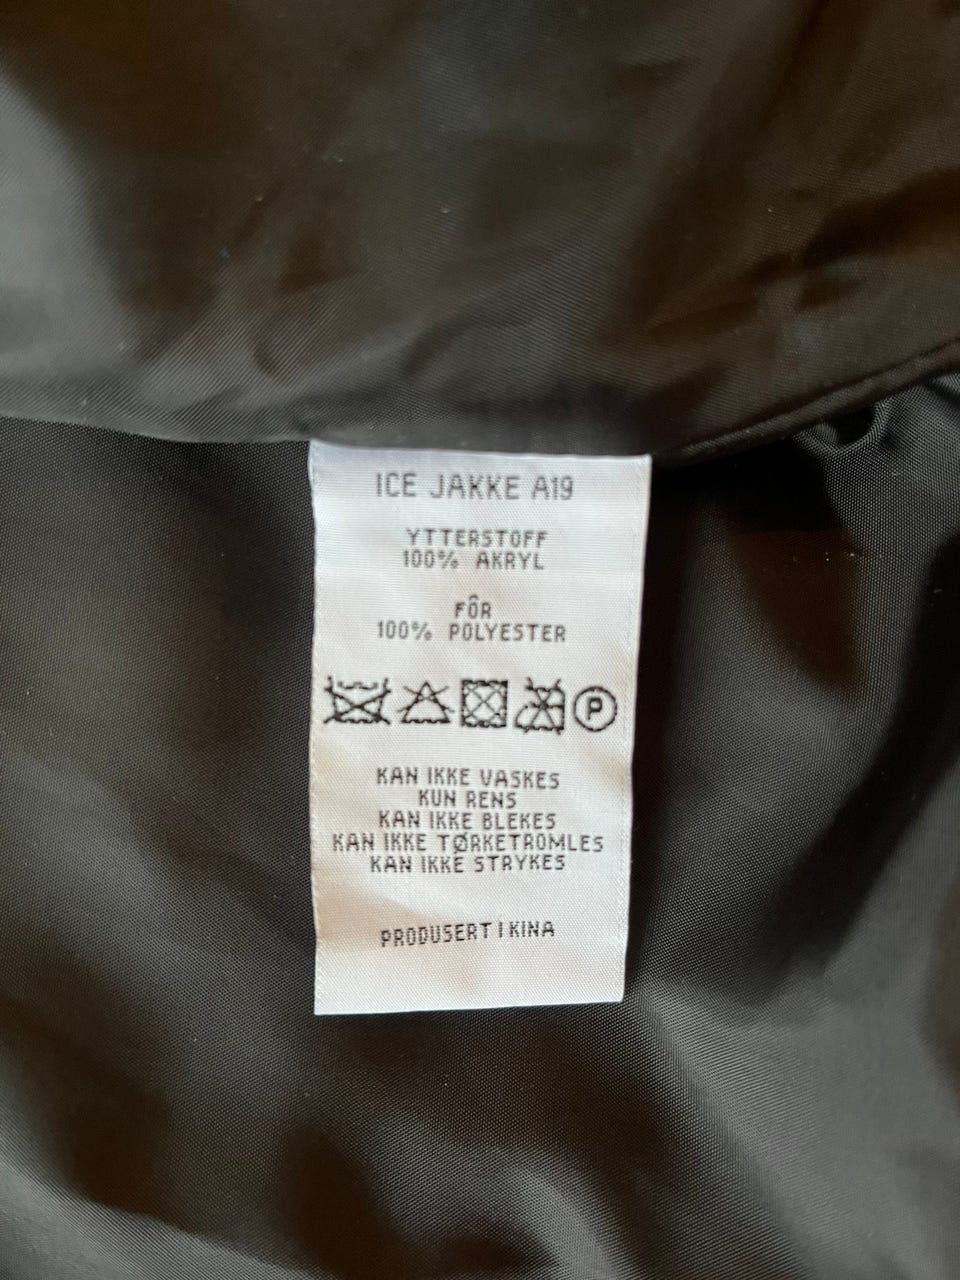 ICE JAKKE A19
YTTERSTOFF
100% AKRYL
FÔR
100% POLYESTER
P
KAN IKKE VASKES
KUN RENS
KAN IKKE BLEKES
KAN IKKE TØRKETROMLES
KAN IKKE STRYKES
PRODUSERT I KINA